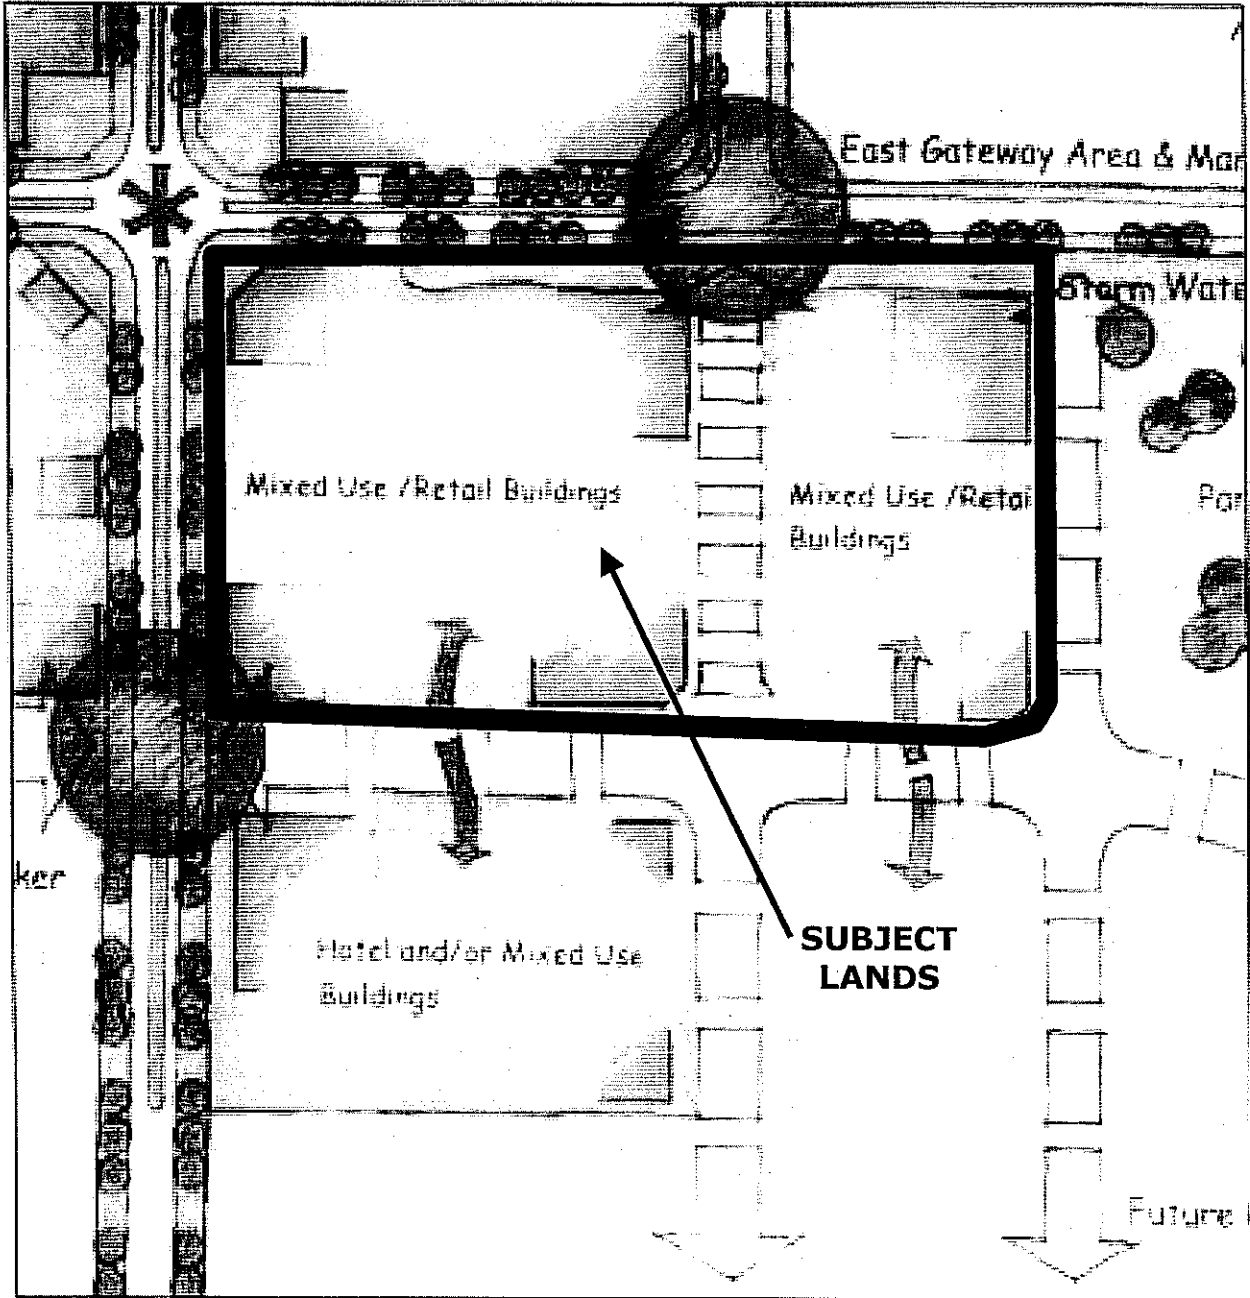 East Gateway Area & Mar
Storm Wate
Mixed Use /Retail Buildings
Mixed Use /Retai
Buildings
Par
ker
SUBJECT
LANDS
Hotel and/or Mixed Use
Buildings
Future